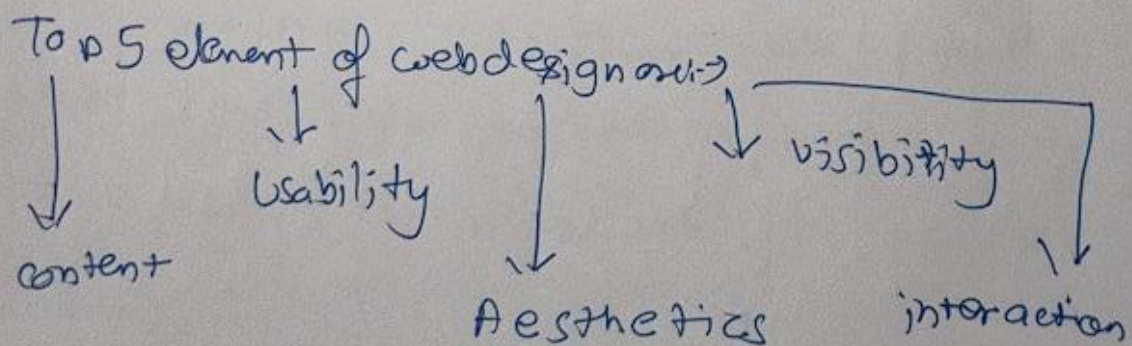 Top 5 element of webdesign are:→
Usability
visibility
content
Aesthetics
interaction